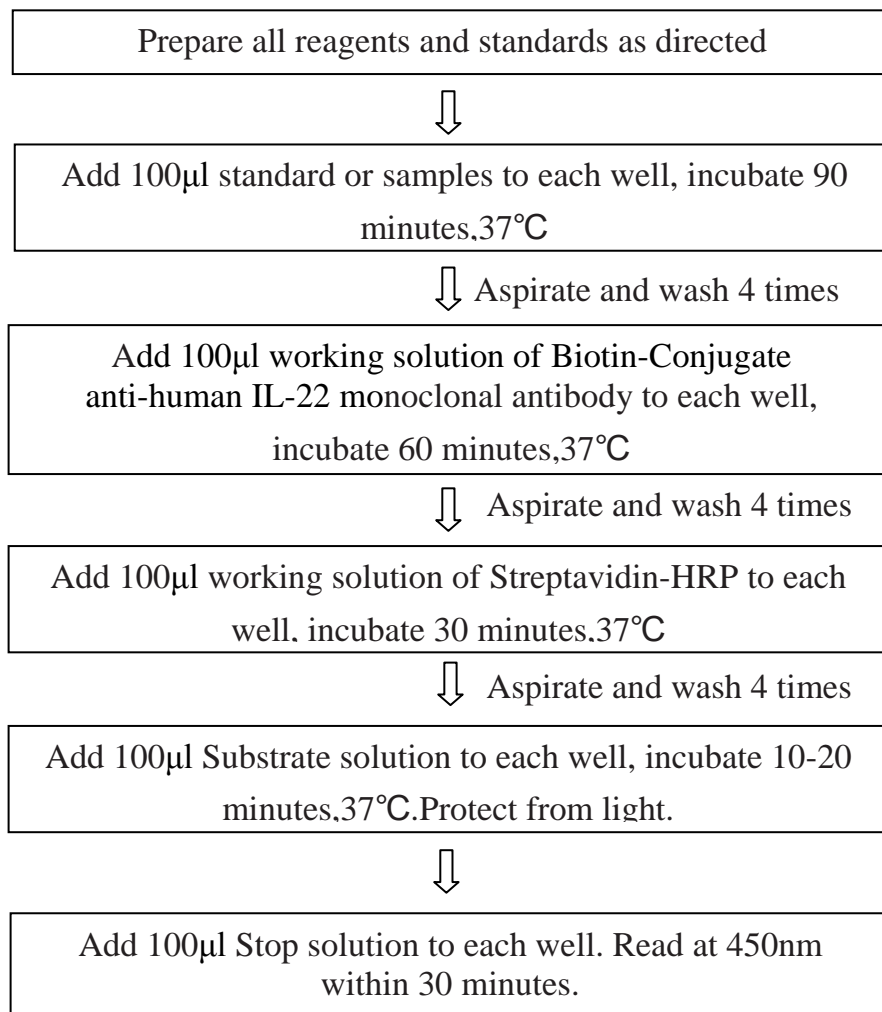 Prepare all reagents and standards as directed
Add 100μl standard or samples to each well, incubate 90
minutes,37℃
Aspirate and wash 4 times
Add 100μl working solution of Biotin-Conjugate
anti-human IL-22 monoclonal antibody to each well,
incubate 60 minutes,37℃
Aspirate and wash 4 times
Add 100μl working solution of Streptavidin-HRP to each
well, incubate 30 minutes,37℃
Aspirate and wash 4 times
Add 100μl Substrate solution to each well, incubate 10-20
minutes,37℃.Protect from light.
Add 100μl Stop solution to each well. Read at 450nm
within 30 minutes.